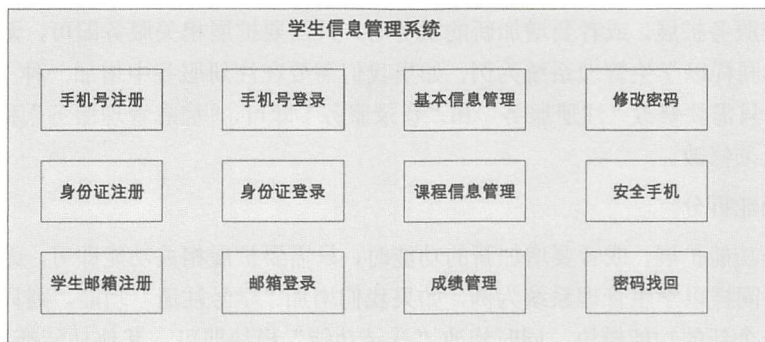 学生信息管理系统
手机号注册 手机号登录 基本信息管理 修改密码
身份证注册 身份证登录 课程信息管理 安全手机
学生邮箱注册 邮箱登录 成绩管理 密码找回